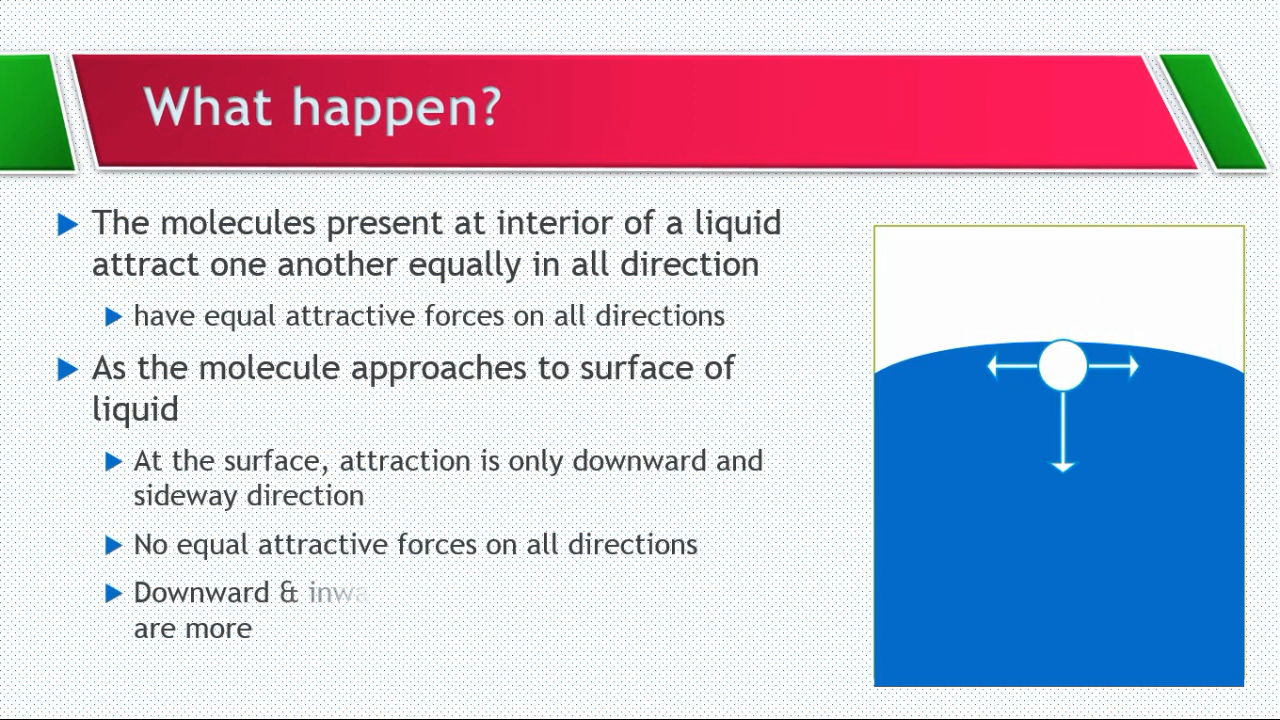 What happen?
The molecules present at interior of a liquid
attract one another equally in all direction
have equal attractive forces on all directions
As the molecule approaches to surface of
liquid
At the surface, attraction is only downward and
sideway direction
No equal attractive forces on all directions
Downward &
are more